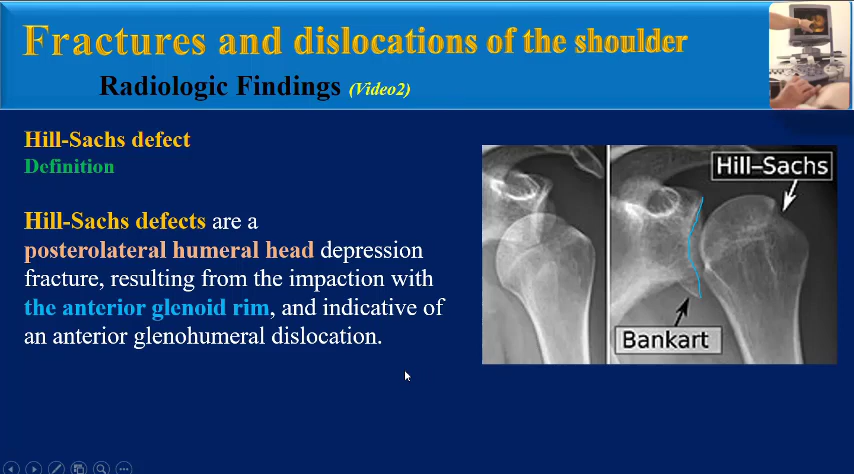 Fractures and dislocations of the shoulder
Radiologic Findings (Video2)
Hill-Sachs defect
Definition
Hill-Sachs defects are a
posterolateral humeral head depression
fracture, resulting from the impaction with
the anterior glenoid rim, and indicative of
an anterior glenohumeral dislocation.
Hill–Sachs
Bankart